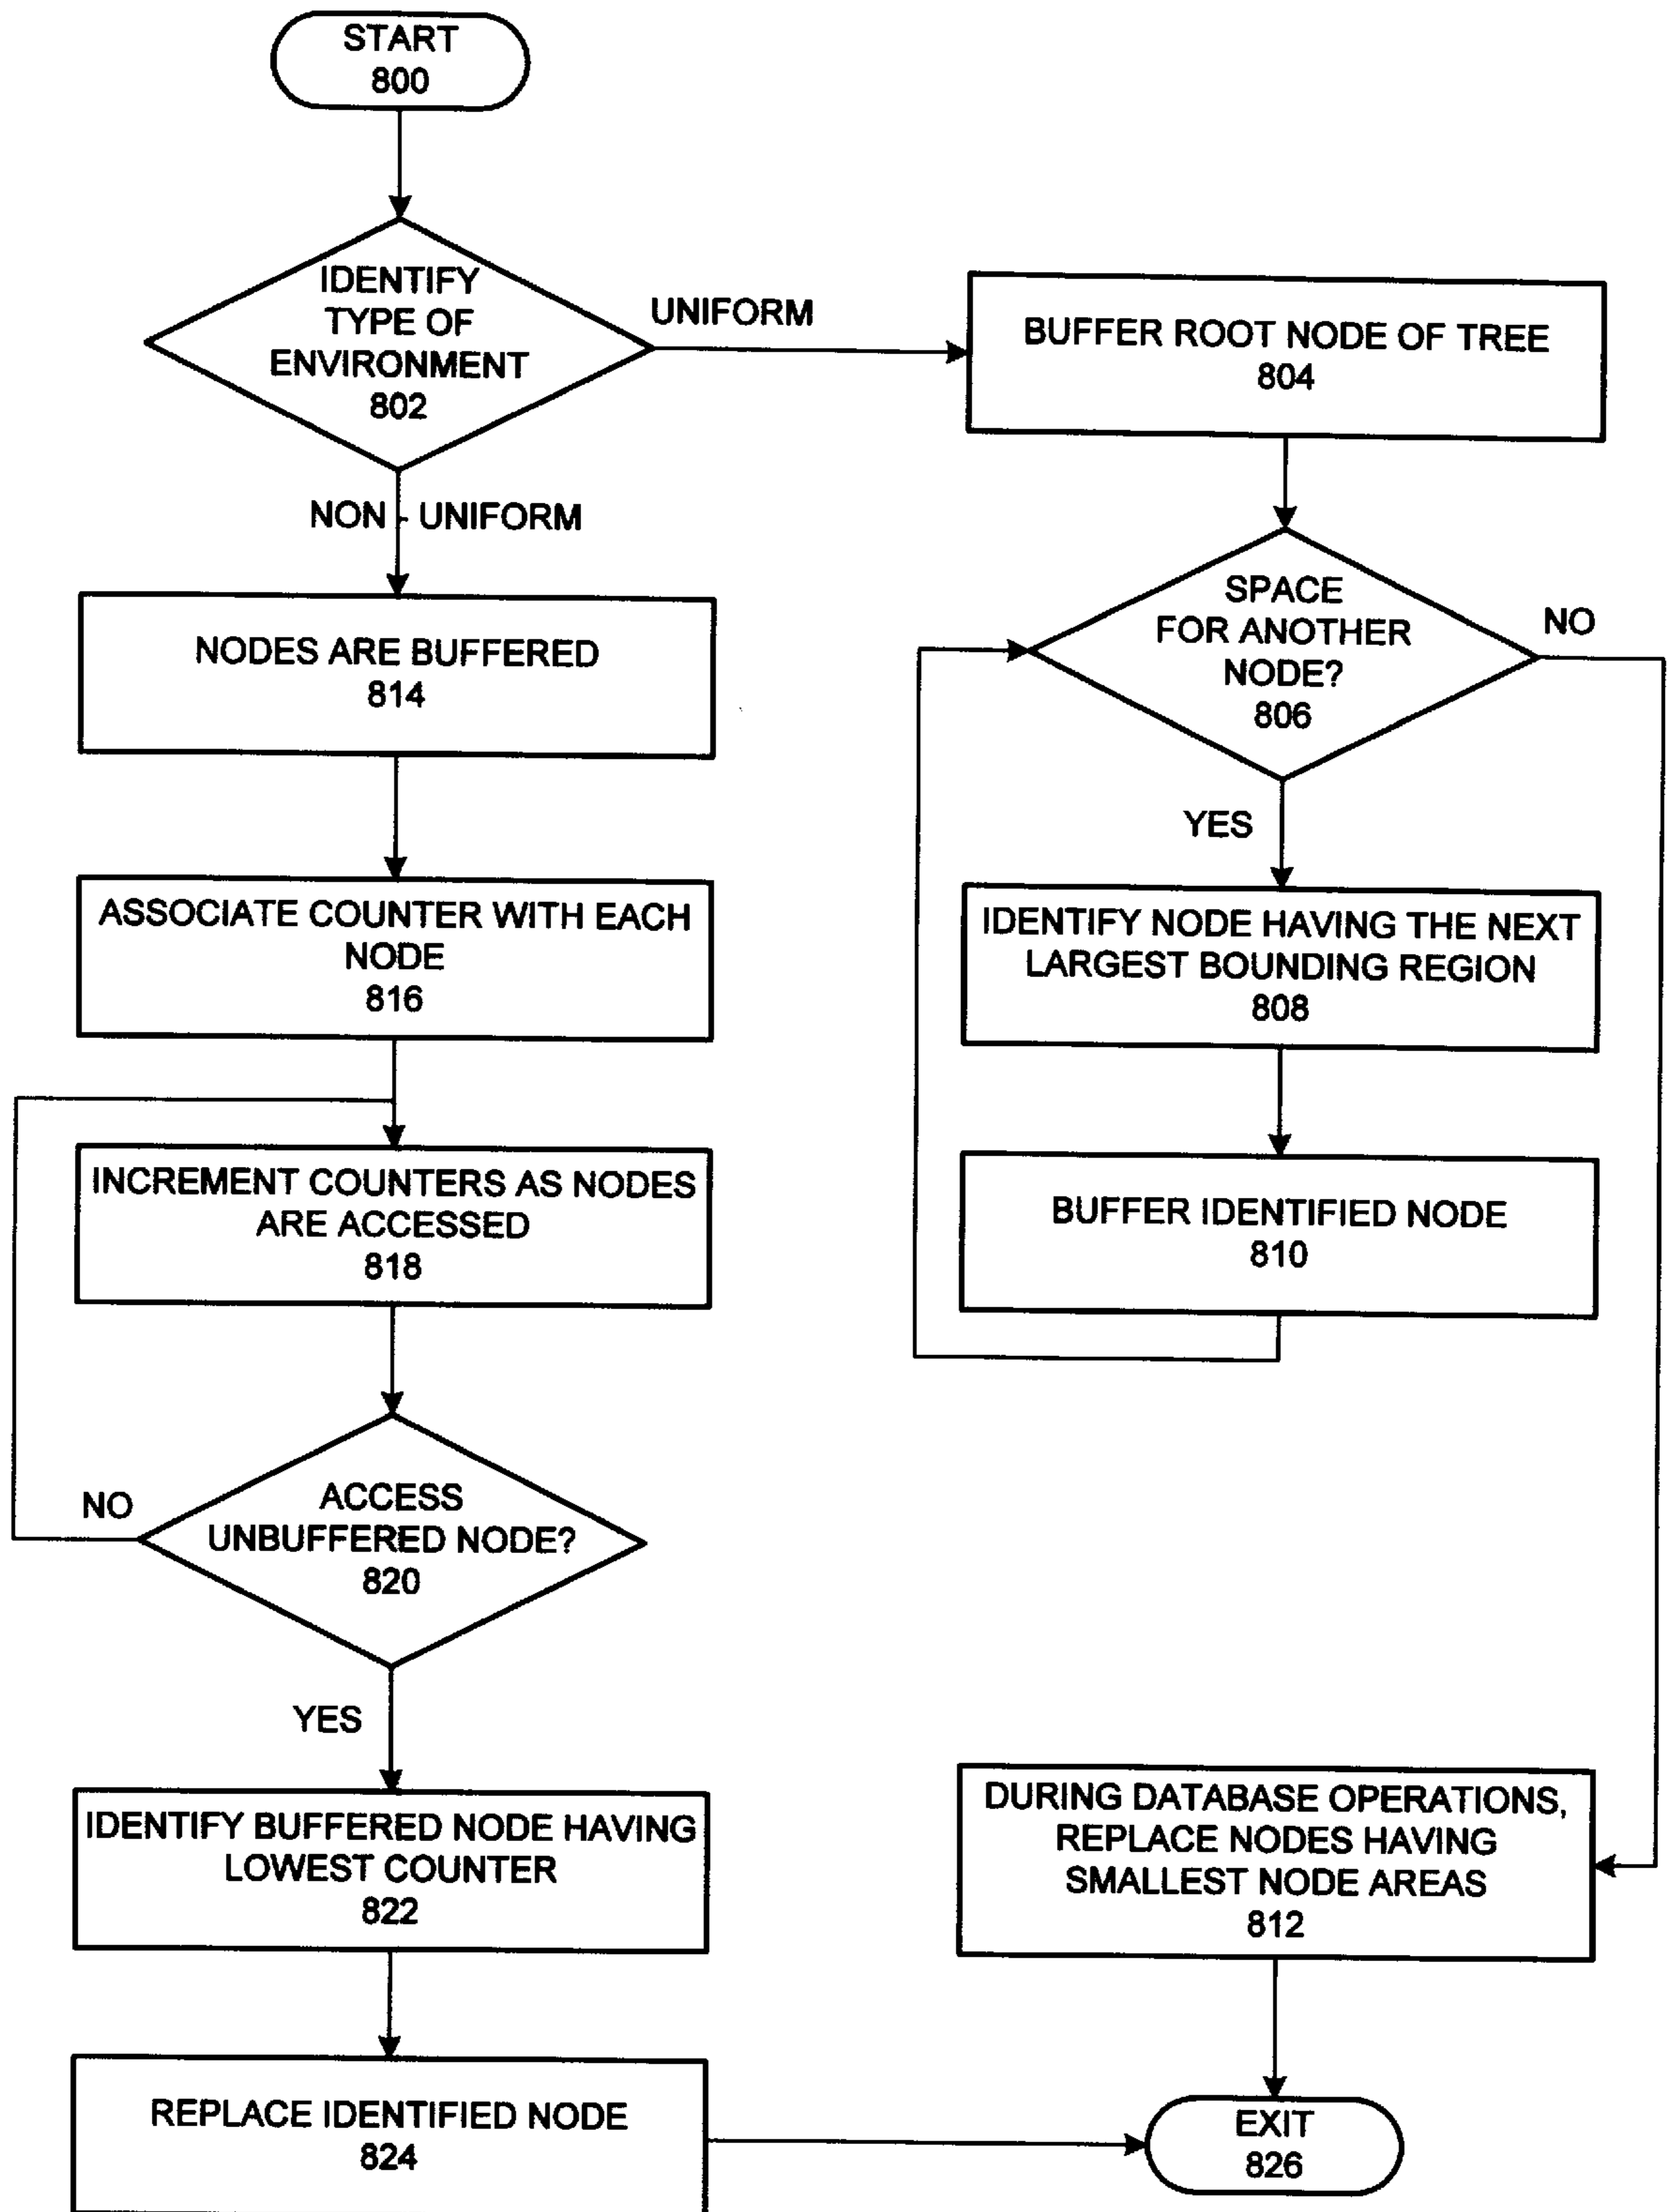 START
800
IDENTIFY
TYPE OF
ENVIRONMENT
802
UNIFORM
BUFFER ROOT NODE OF TREE
804
NON - UNIFORM
SPACE
FOR ANOTHER
NODE?
806
NO
YES
NODES ARE BUFFERED
814
ASSOCIATE COUNTER WITH EACH
NODE
816
IDENTIFY NODE HAVING THE NEXT
LARGEST BOUNDING REGION
808
INCREMENT COUNTERS AS NODES
ARE ACCESSED
818
BUFFER IDENTIFIED NODE
810
ACCESS
UNBUFFERED NODE?
820
NO
YES
IDENTIFY BUFFERED NODE HAVING
LOWEST COUNTER
822
DURING DATABASE OPERATIONS,
REPLACE NODES HAVING
SMALLEST NODE AREAS
812
REPLACE IDENTIFIED NODE
824
EXIT
826